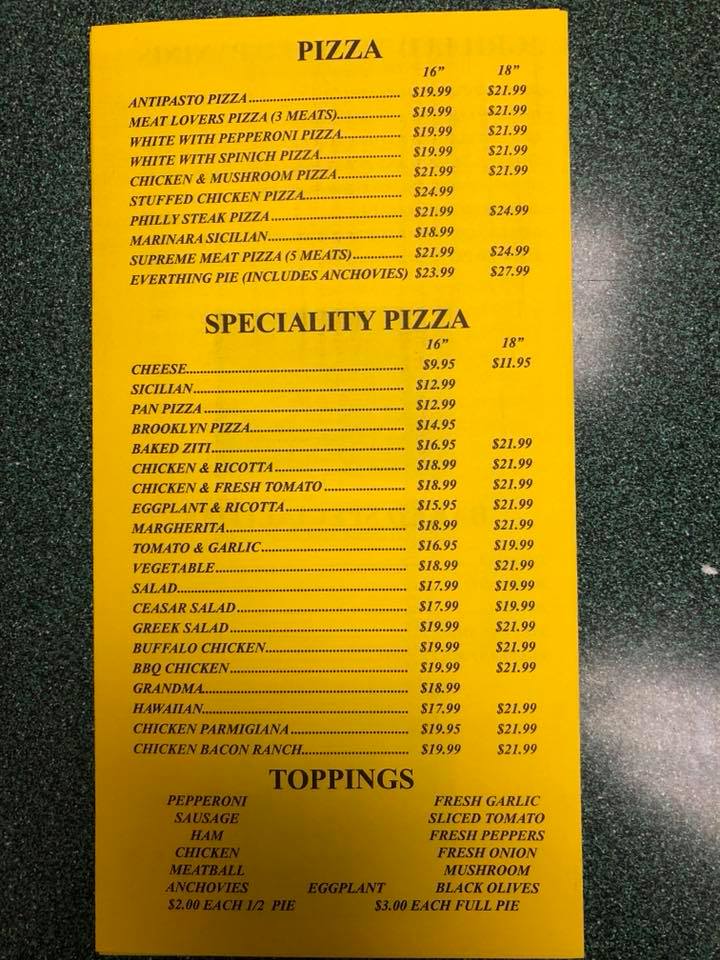 PIZZA
16” 18”
ANTIPASTO PIZZA........................................ $19.99 $21.99
MEAT LOVERS PIZZA (3 MEATS)................ $19.99 $21.99
WHITE WITH PEPPERONI PIZZA................ $19.99 $21.99
WHITE WITH SPINICH PIZZA..................... $19.99 $21.99
CHICKEN & MUSHROOM PIZZA................ $21.99 $21.99
STUFFED CHICKEN PIZZA......................... $24.99
PHILLY STEAK PIZZA.................................. $21.99 $24.99
MARINARA SICILIAN................................... $18.99
SUPREME MEAT PIZZA (5 MEATS)............. $21.99 $24.99
EVERTHING PIE (INCLUDES ANCHOVIES) $23.99 $27.99
SPECIALITY PIZZA
16” 18”
CHEESE........................................................ $9.95 $11.95
SICILIAN....................................................... $12.99
PAN PIZZA.................................................... $12.99
BROOKLYN PIZZA........................................ $14.95
BAKED ZITI.................................................. $16.95 $21.99
CHICKEN & RICOTTA.................................. $18.99 $21.99
CHICKEN & FRESH TOMATO..................... $18.99 $21.99
EGGPLANT & RICOTTA............................... $15.95 $21.99
MARGHERITA............................................... $18.99 $21.99
TOMATO & GARLIC..................................... $16.95 $19.99
VEGETABLE................................................. $18.99 $21.99
SALAD........................................................... $17.99 $19.99
CEASAR SALAD............................................ $17.99 $19.99
GREEK SALAD.............................................. $19.99 $21.99
BUFFALO CHICKEN.................................... $19.99 $21.99
BBQ CHICKEN.............................................. $19.99 $21.99
GRANDMA..................................................... $18.99
HAWAIIAN..................................................... $17.99 $21.99
CHICKEN PARMIGIANA.............................. $19.95 $21.99
CHICKEN BACON RANCH........................... $19.99 $21.99
TOPPINGS
PEPPERONI FRESH GARLIC
SAUSAGE SLICED TOMATO
HAM FRESH PEPPERS
CHICKEN FRESH ONION
MEATBALL MUSHROOM
ANCHOVIES EGGPLANT BLACK OLIVES
$2.00 EACH 1/2 PIE $3.00 EACH FULL PIE